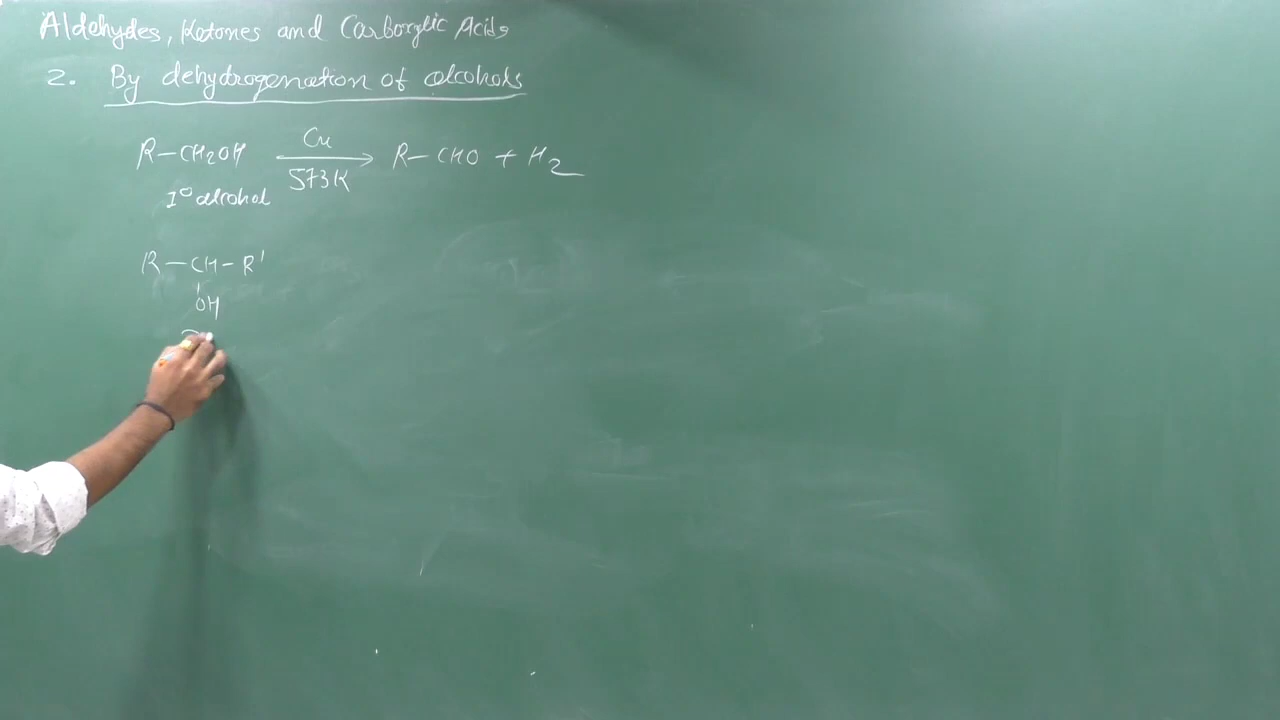 Aldehydes, Ketones and Carboxylic Acids
2. By dehydrogenation of alcohols
Cu
R-CH2OH → R-CHO + H2
573K
1° alcohol
R-CH-R'
OH